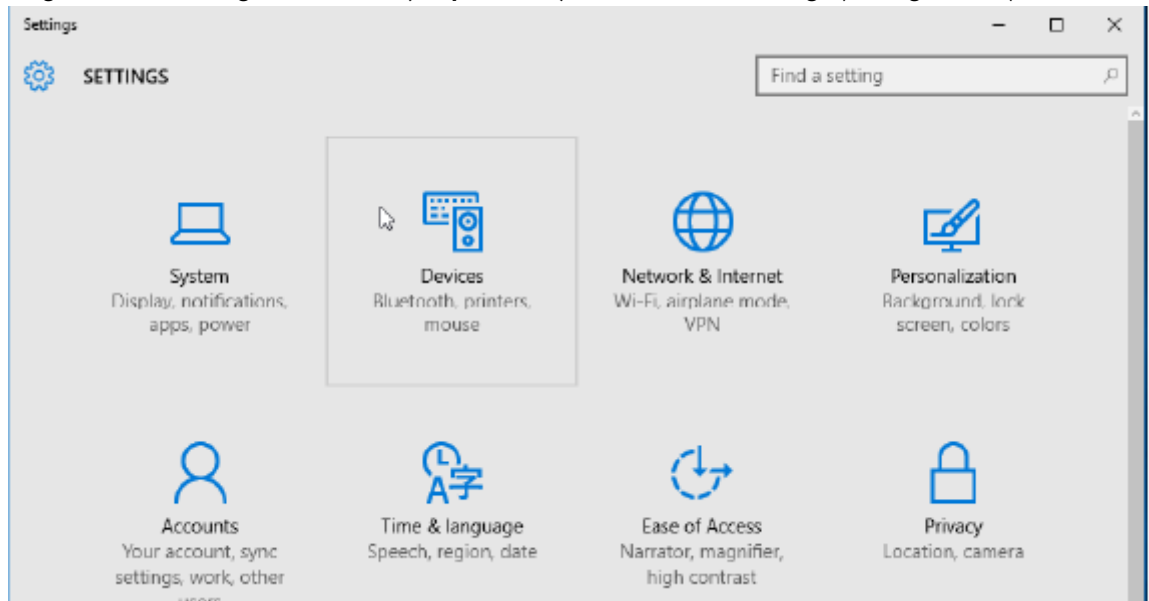 Settings
SETTINGS
Find a setting
System
Display, notifications,
apps, power
Devices
Bluetooth, printers,
mouse
Network & Internet
Wi-Fi, airplane mode,
VPN
Personalization
Background, lock
screen, colors
Accounts
Your account, sync
settings, work, other
Time & language
Speech, region, date
Ease of Access
Narrator, magnifier,
high contrast
Privacy
Location, camera